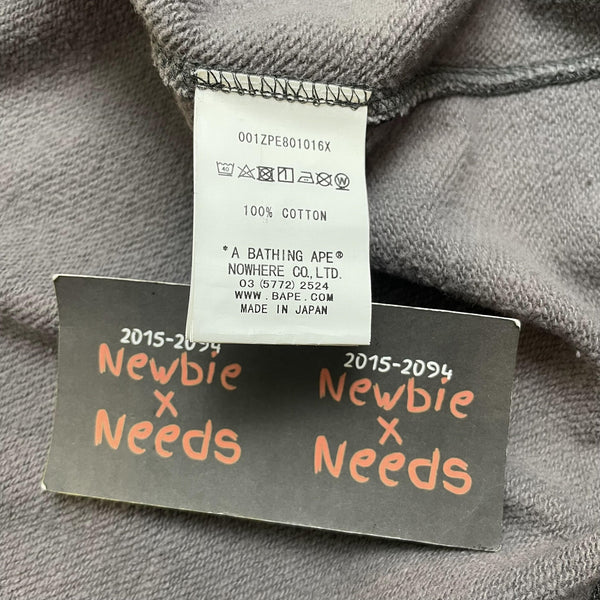 001ZPE801016X
40
100% COTTON
*A BATHING APE®
NOWHERE CO., LTD.
03 (5772) 2524
WWW.BAPE.COM
MADE IN JAPAN
2015-2094
Newbie
x
Needs
2015-2094
Newbie
x
Needs